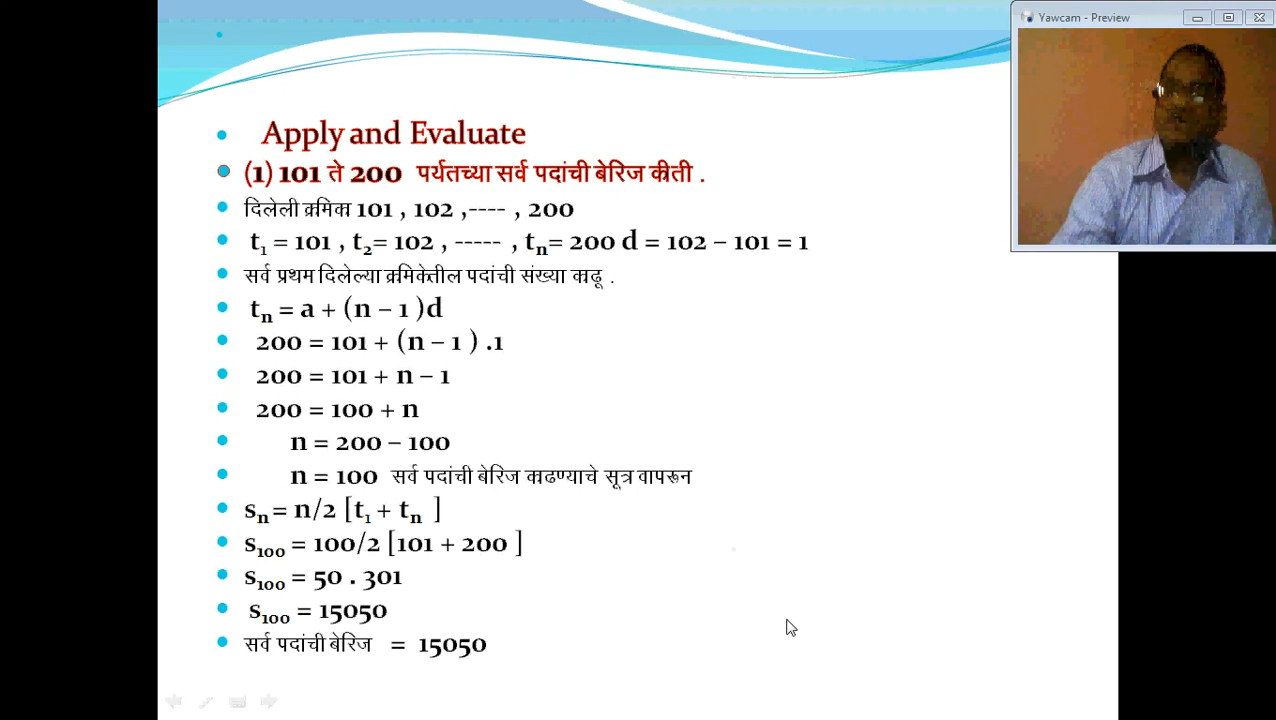 Yawcam - Preview
Apply and Evaluate
(1) 101 ते 200 पर्यतच्या सर्व पदांची बेरिज कीती .
दिलेली क्रमिका 101 , 102 ,---- , 200
t₁ = 101 , t₂= 102 , ----- , tₙ= 200 d = 102 – 101 = 1
सर्व प्रथम दिलेल्या क्रमिकेतील पदांची संख्या काढू .
tₙ = a + (n – 1 )d
200 = 101 + (n – 1 ) .1
200 = 101 + n – 1
200 = 100 + n
n = 200 – 100
n = 100 सर्व पदांची बेरिज काढण्याचे सूत्र वापरून
sₙ = n/2 [t₁ + tₙ ]
s₁₀₀ = 100/2 [101 + 200 ]
s₁₀₀ = 50 . 301
s₁₀₀ = 15050
सर्व पदांची बेरिज = 15050